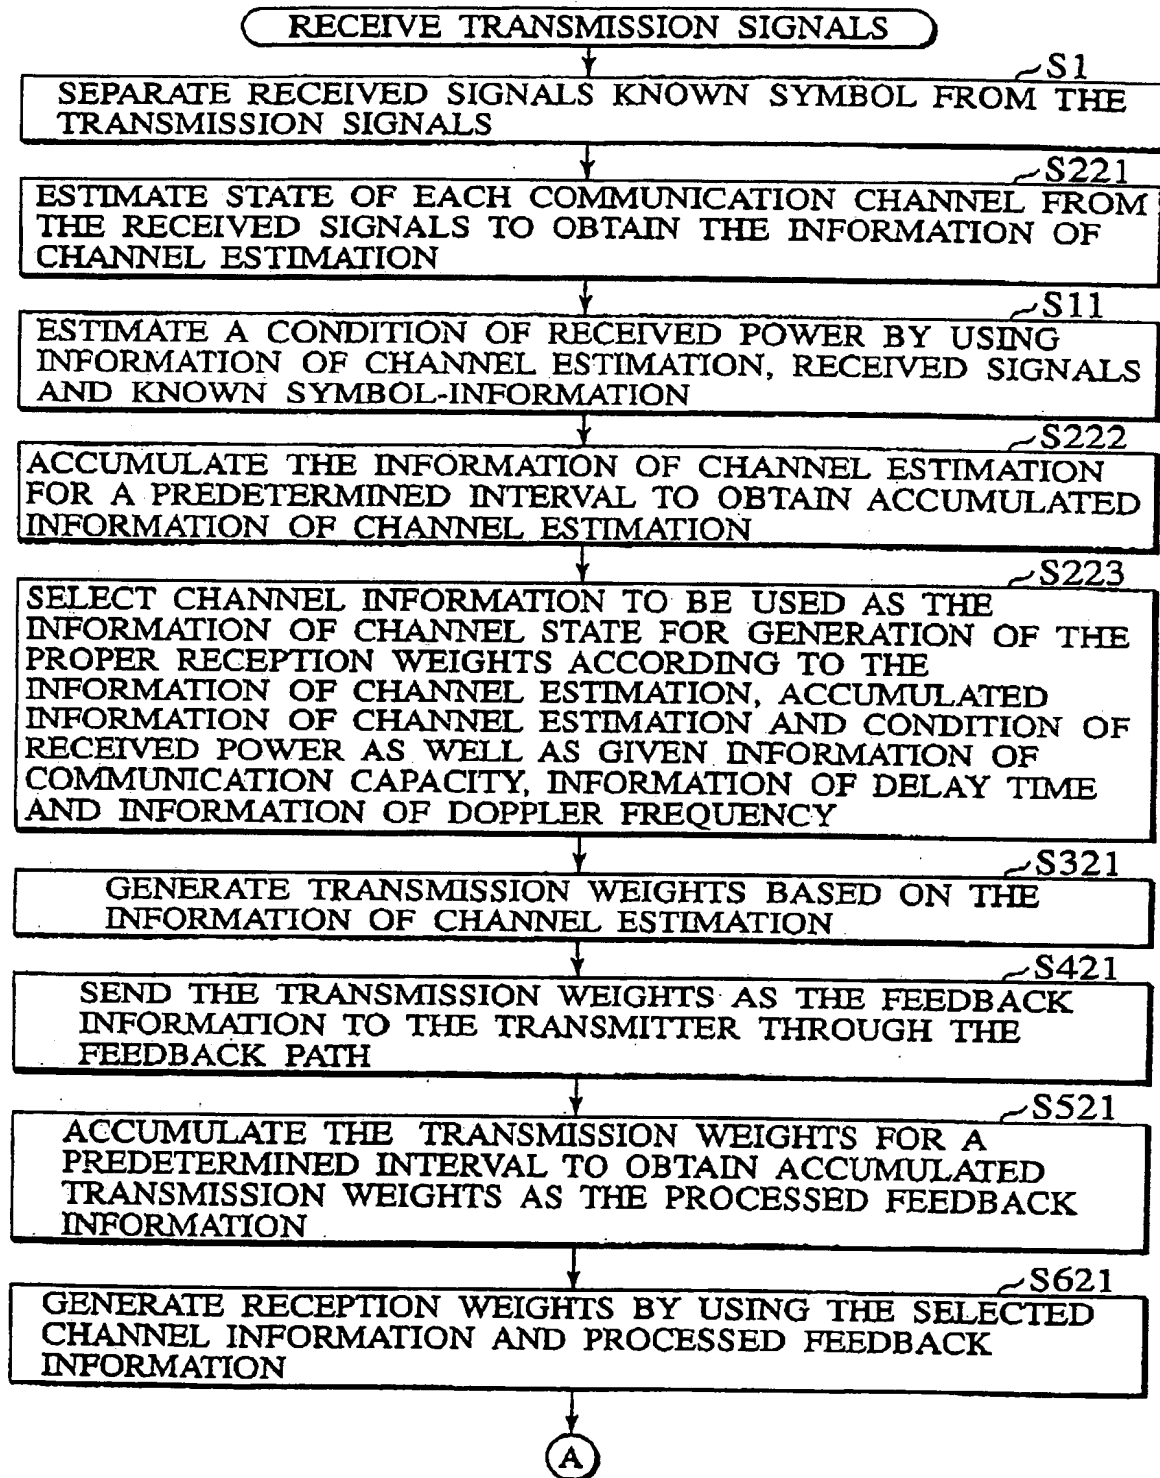 RECEIVE TRANSMISSION SIGNALS
S1
SEPARATE RECEIVED SIGNALS KNOWN SYMBOL FROM THE
TRANSMISSION SIGNALS
S221
ESTIMATE STATE OF EACH COMMUNICATION CHANNEL FROM
THE RECEIVED SIGNALS TO OBTAIN THE INFORMATION OF
CHANNEL ESTIMATION
S11
ESTIMATE A CONDITION OF RECEIVED POWER BY USING
INFORMATION OF CHANNEL ESTIMATION, RECEIVED SIGNALS
AND KNOWN SYMBOL-INFORMATION
S222
ACCUMULATE THE INFORMATION OF CHANNEL ESTIMATION
FOR A PREDETERMINED INTERVAL TO OBTAIN ACCUMULATED
INFORMATION OF CHANNEL ESTIMATION
S223
SELECT CHANNEL INFORMATION TO BE USED AS THE
INFORMATION OF CHANNEL STATE FOR GENERATION OF THE
PROPER RECEPTION WEIGHTS ACCORDING TO THE
INFORMATION OF CHANNEL ESTIMATION, ACCUMULATED
INFORMATION OF CHANNEL ESTIMATION AND CONDITION OF
RECEIVED POWER AS WELL AS GIVEN INFORMATION OF
COMMUNICATION CAPACITY, INFORMATION OF DELAY TIME
AND INFORMATION OF DOPPLER FREQUENCY
S321
GENERATE TRANSMISSION WEIGHTS BASED ON THE
INFORMATION OF CHANNEL ESTIMATION
S421
SEND THE TRANSMISSION WEIGHTS AS THE FEEDBACK
INFORMATION TO THE TRANSMITTER THROUGH THE
FEEDBACK PATH
S521
ACCUMULATE THE TRANSMISSION WEIGHTS FOR A
PREDETERMINED INTERVAL TO OBTAIN ACCUMULATED
TRANSMISSION WEIGHTS AS THE PROCESSED FEEDBACK
INFORMATION
S621
GENERATE RECEPTION WEIGHTS BY USING THE SELECTED
CHANNEL INFORMATION AND PROCESSED FEEDBACK
INFORMATION
A